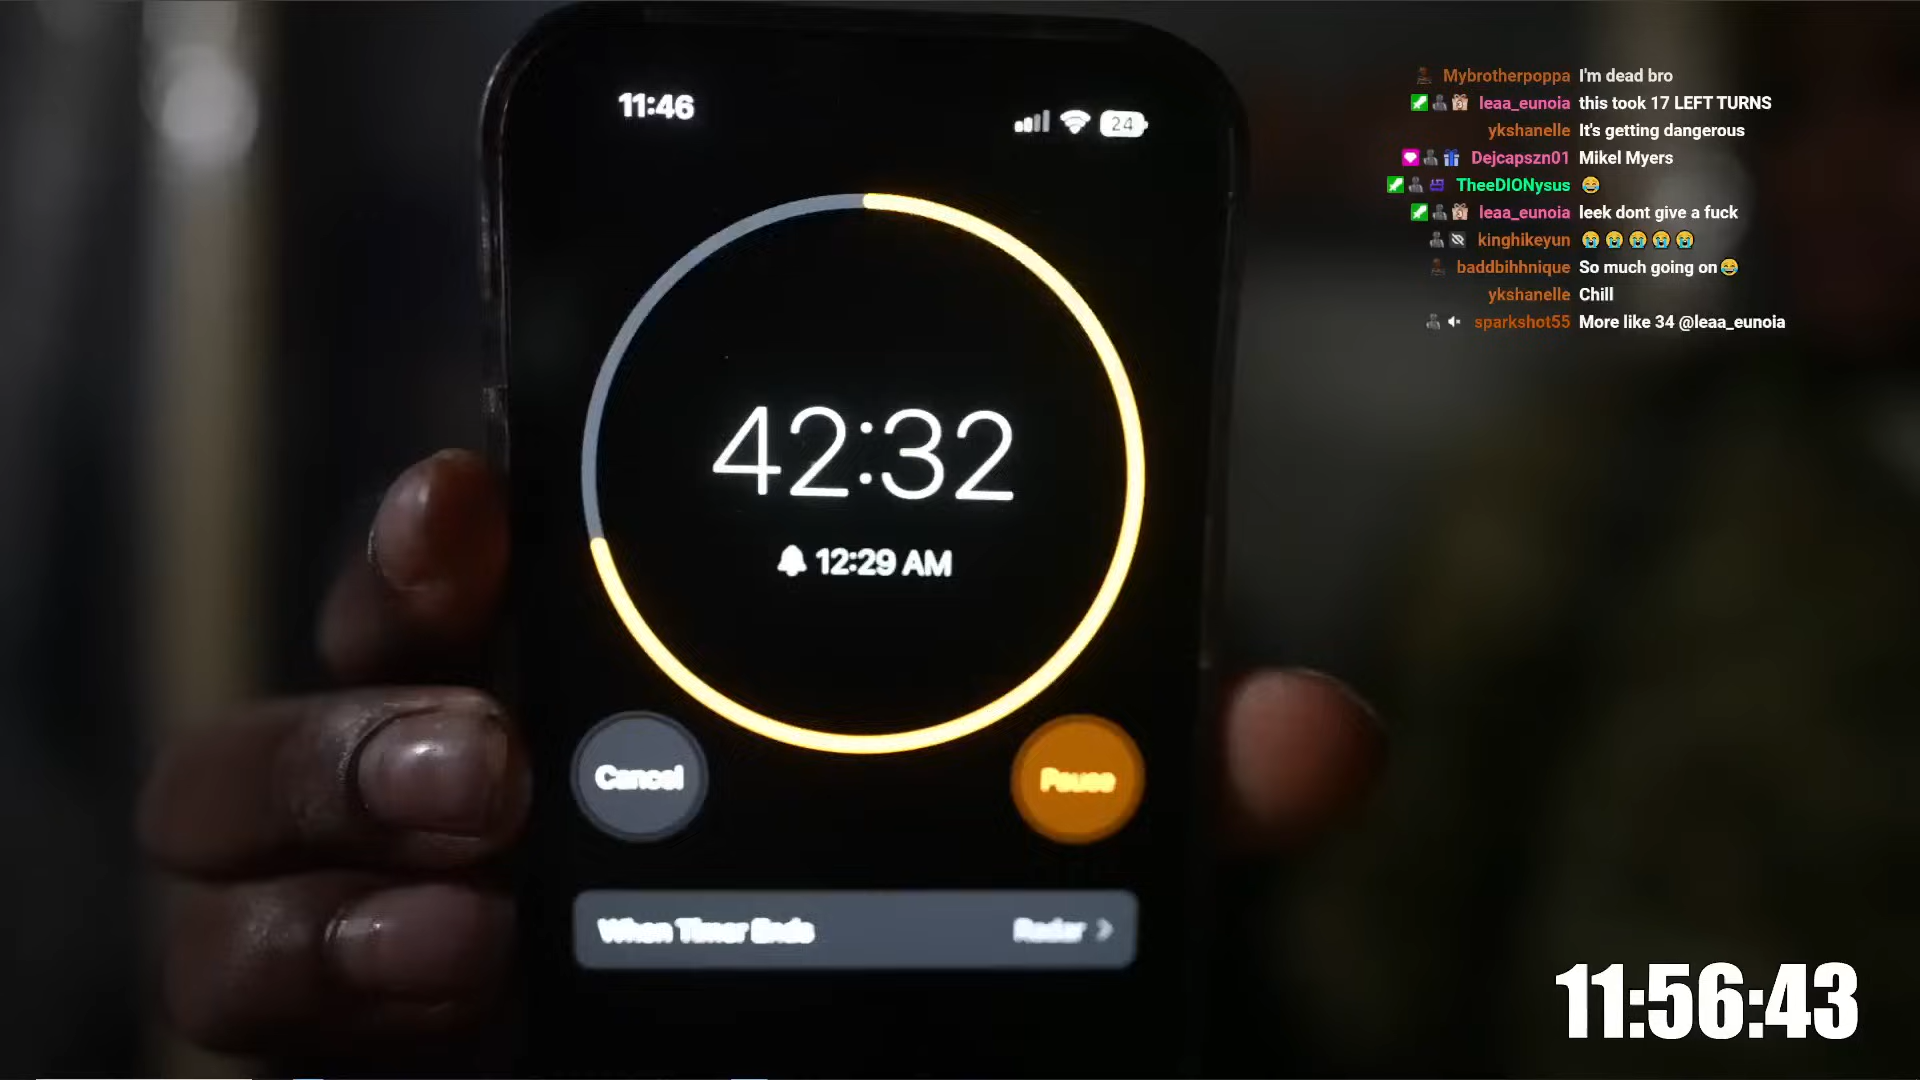 11:46
24
42:32
12:29 AM
Cancel
Pause
When Timer Ends
Radar
Mybrotherpoppa I'm dead bro
leaa_eunoia this took 17 LEFT TURNS
ykshanelle It's getting dangerous
Dejcapszn01 Mikel Myers
TheeDIONysus 😂
leaa_eunoia leek dont give a fuck
kinghikeyun 😭😭😭😭😭
baddbihhnique So much going on😂
ykshanelle Chill
sparkshot55 More like 34 @leaa_eunoia
11:56:43